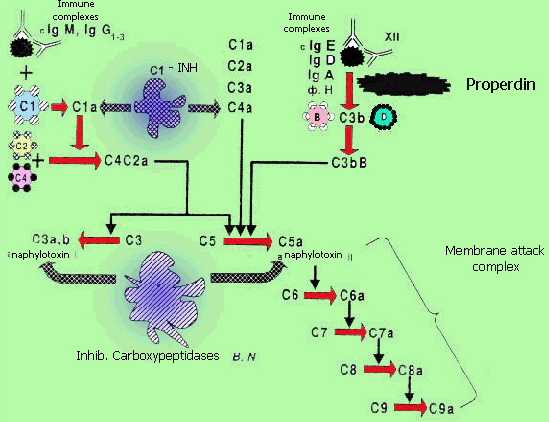 Immune
complexes
c Ig M, Ig G1-3
+
C1
C1a
C2
+
C4
C4C2a
C1 - INH
C1a
C2a
C3a
C4a
Immune
complexes
c Ig E
Ig D
Ig A
ф. H
XII
Properdin
B
C3b
D
C3bB
C3a,b
C3
C5
C5a
naphylotoxin I
a naphylotoxin II
Inhib. Carboxypeptidases B, N
Membrane attack
complex
C6
C6a
C7
C7a
C8
C8a
C9
C9a